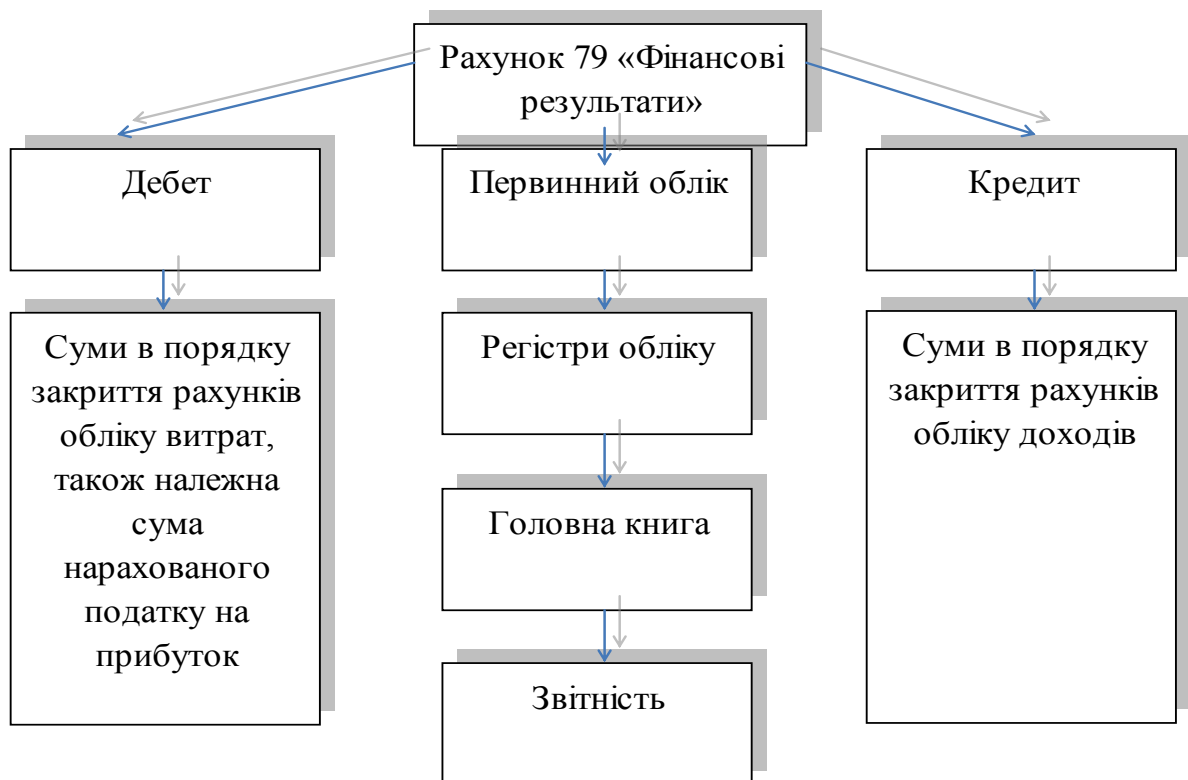 Рахунок 79 «Фінансові
результати»
Дебет
Первинний облік
Кредит
Суми в порядку
закриття рахунків
обліку витрат,
також належна
сума
нарахованого
податку на
прибуток
Регістри обліку
Головна книга
Звітність
Суми в порядку
закриття рахунків
обліку доходів